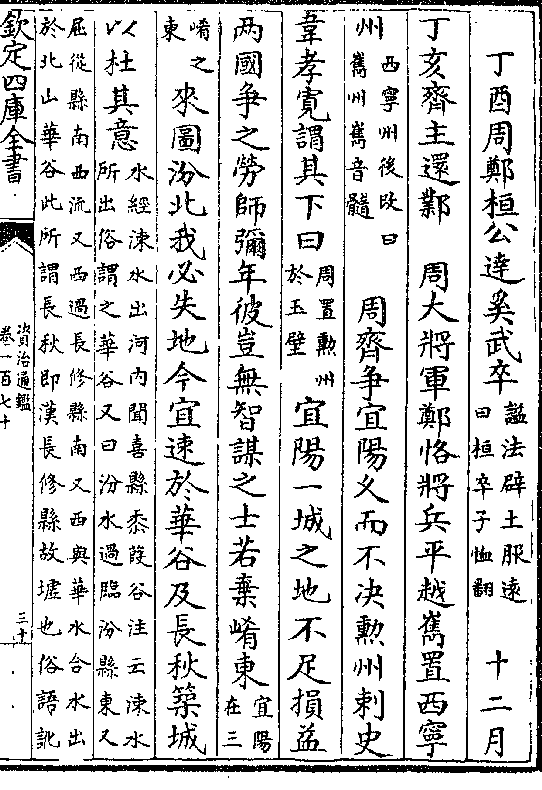 丁酉周鄭桓公達奚武卒
謚法辟土服遠
曰桓卒子恤翻
十二月
丁亥齊主還鄴　周大將軍鄭恪將兵平越嶲置西寧
州
西寧州後改曰
嶲州嶲音髓
周齊爭宜陽久而不决勲州刺史
韋孝寛謂其下曰
周置勲州
於玉壁
宜陽一城之地不足損益
兩國爭之勞師彌年彼豈無智謀之士若棄崤東
宜陽
在三
崤之
東
來圖汾北我必失地今宜速於華谷及長秋築城
以杜其意
水經涑水出河内聞喜縣黍葭谷注云涑水
所出俗謂之華谷又曰汾水過臨汾縣東又
屈從縣南西流又西過長修縣南又西與華水合水出
於北山華谷此所謂長秋即漢長修縣故墟也俗語訛
欽定四庫全書
資治通鑑
卷一百七十
三十